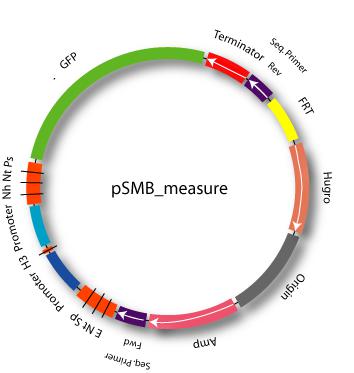 GFP
Terminator
Seq. Primer
Rev
FRT
Hugro
Origin
Amp
Fwd
Seq.Primer
E Nt Sp
Promoter
H3
Promoter
Nh Nt Ps
pSMB_measure